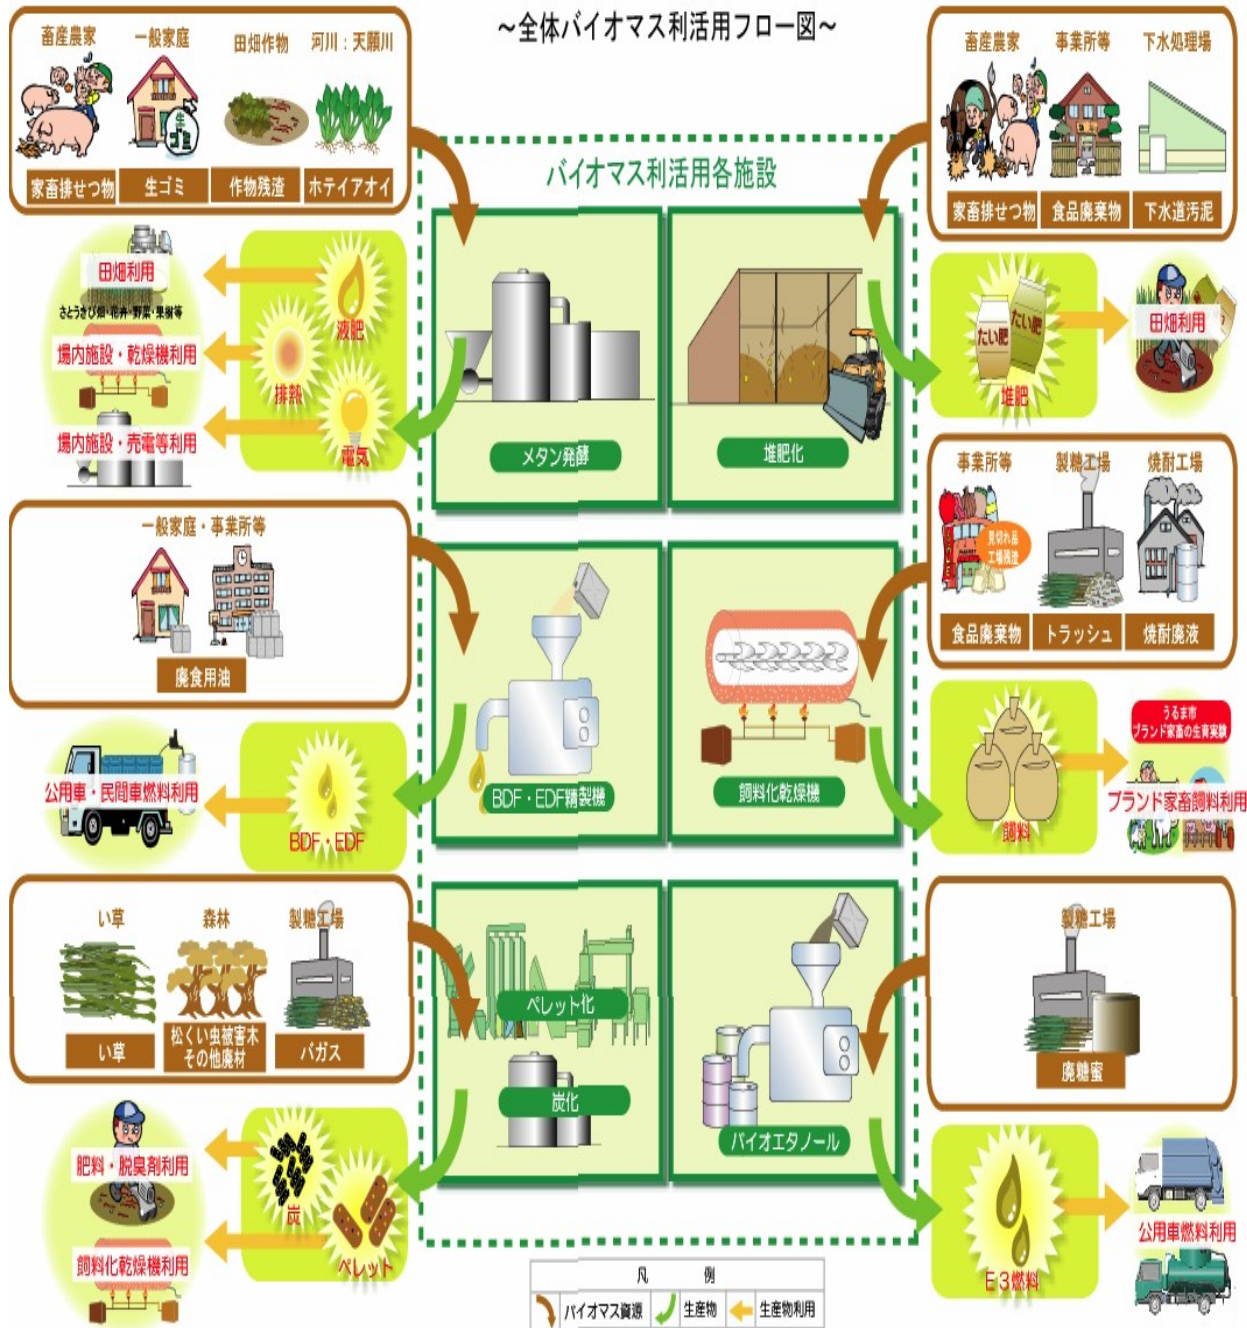 ～全体バイオマス利活用フロー図～
畜産農家
一般家庭
田畑作物
河川：天願川
生ゴミ
家畜排せつ物
生ゴミ
作物残渣
ホテイアオイ
畜産農家
事業所等
下水処理場
家畜排せつ物
食品廃棄物
下水道汚泥
バイオマス利活用各施設
田畑利用
さとうきび畑・花卉・野菜・果樹等
場内施設・乾燥機利用
場内施設・売電等利用
液肥
排熱
電気
メタン発酵
堆肥化
たい肥
たい肥
堆肥
田畑利用
一般家庭・事業所等
廃食用油
事業所等
製糖工場
焼酎工場
見切れ品
工場残渣
食品廃棄物
トラッシュ
焼酎廃液
公用車・民間車燃料利用
BDF・EDF
BDF・EDF精製機
飼料化乾燥機
飼料
うるま市
ブランド家畜の生育実験
ブランド家畜飼料利用
い草
森林
製糖工場
い草
松くい虫被害木
その他廃材
バガス
ペレット化
炭化
バイオエタノール
製糖工場
廃糖蜜
肥料・脱臭剤利用
飼料化乾燥機利用
炭
ペレット
E3燃料
公用車燃料利用
凡　例
バイオマス資源
生産物
生産物利用